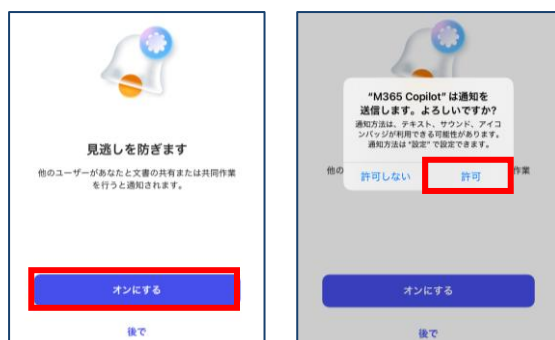 見逃しを防ぎます
他のユーザーがあなたと文書の共有または共同作業
を行うと通知されます。
オンにする
後で
"M365 Copilot" は通知を
送信します。よろしいですか?
通知方法は、テキスト、サウンド、アイコ
ンバッジが利用できる可能性があります。
通知方法は"設定"で設定できます。
他の
作業
許可しない
許可
オンにする
後で